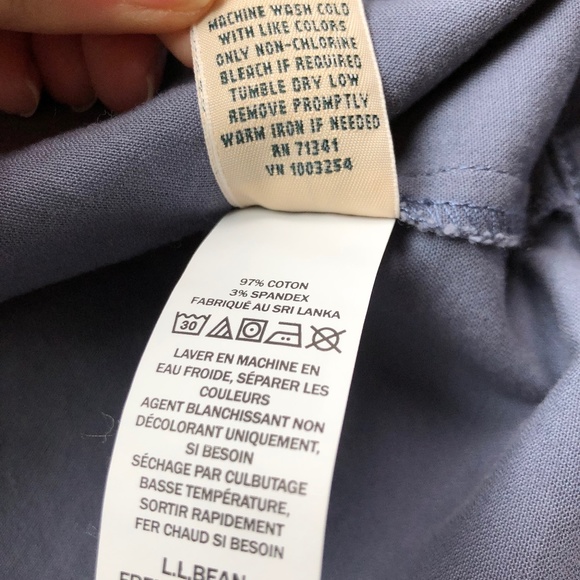 MACHINE WASH COLD
WITH LIKE COLORS
ONLY NON-CHLORINE
BLEACH IF REQUIRED
TUMBLE DRY LOW
REMOVE PROMPTLY
WARM IRON IF NEEDED
RN 71341
VN 1003254
97% COTON
3% SPANDEX
FABRIQUÉ AU SRI LANKA
30
LAVER EN MACHINE EN
EAU FROIDE, SÉPARER LES
COULEURS
AGENT BLANCHISSANT NON
DÉCOLORANT UNIQUEMENT,
SI BESOIN
SÉCHAGE PAR CULBUTAGE
BASSE TEMPÉRATURE,
SORTIR RAPIDEMENT
FER CHAUD SI BESOIN
L.L.BEAN